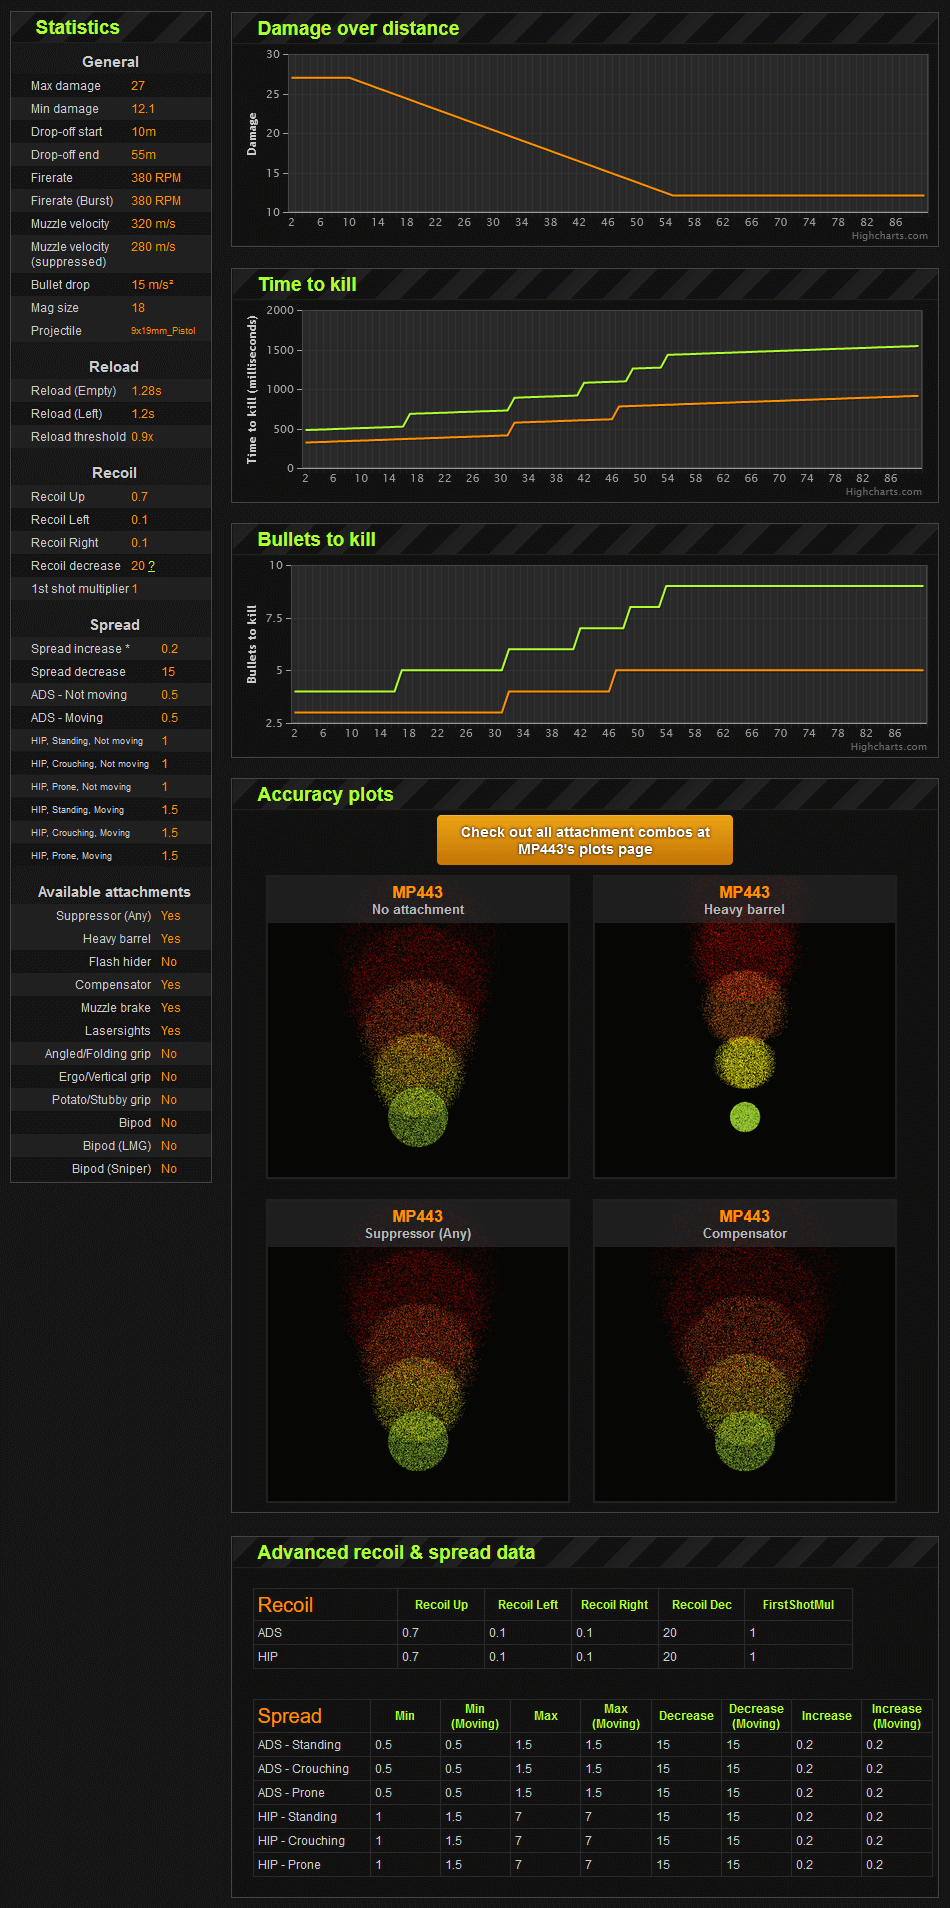 Statistics
General
Max damage 27
Min damage 12.1
Drop-off start 10m
Drop-off end 55m
Firerate 380 RPM
Firerate (Burst) 380 RPM
Muzzle velocity 320 m/s
Muzzle velocity 280 m/s
(suppressed)
Bullet drop 15 m/s²
Mag size 18
Projectile 9x19mm_Pistol
Reload
Reload (Empty) 1.28s
Reload (Left) 1.2s
Reload threshold 0.9x
Recoil
Recoil Up 0.7
Recoil Left 0.1
Recoil Right 0.1
Recoil decrease 20 ?
1st shot multiplier 1
Spread
Spread increase * 0.2
Spread decrease 15
ADS - Not moving 0.5
ADS - Moving 0.5
HIP, Standing, Not moving 1
HIP, Crouching, Not moving 1
HIP, Prone, Not moving 1
HIP, Standing, Moving 1.5
HIP, Crouching, Moving 1.5
HIP, Prone, Moving 1.5
Available attachments
Suppressor (Any) Yes
Heavy barrel Yes
Flash hider No
Compensator Yes
Muzzle brake Yes
Lasersights Yes
Angled/Folding grip No
Ergo/Vertical grip No
Potato/Stubby grip No
Bipod No
Bipod (LMG) No
Bipod (Sniper) No
Damage over distance
Damage
30
25
20
15
10
2 6 10 14 18 22 26 30 34 38 42 46 50 54 58 62 66 70 74 78 82 86
Highcharts.com
Time to kill
Time to kill (milliseconds)
2000
1500
1000
500
0
2 6 10 14 18 22 26 30 34 38 42 46 50 54 58 62 66 70 74 78 82 86
Highcharts.com
Bullets to kill
Bullets to kill
10
7.5
5
2.5
2 6 10 14 18 22 26 30 34 38 42 46 50 54 58 62 66 70 74 78 82 86
Highcharts.com
Accuracy plots
Check out all attachment combos at
MP443's plots page
MP443
No attachment
MP443
Heavy barrel
MP443
Suppressor (Any)
MP443
Compensator
Advanced recoil & spread data
Recoil Recoil Up Recoil Left Recoil Right Recoil Dec FirstShotMul
ADS 0.7 0.1 0.1 20 1
HIP 0.7 0.1 0.1 20 1
Spread Min Min (Moving) Max Max (Moving) Decrease Decrease (Moving) Increase Increase (Moving)
ADS - Standing 0.5 0.5 1.5 1.5 15 15 0.2 0.2
ADS - Crouching 0.5 0.5 1.5 1.5 15 15 0.2 0.2
ADS - Prone 0.5 0.5 1.5 1.5 15 15 0.2 0.2
HIP - Standing 1 1.5 7 7 15 15 0.2 0.2
HIP - Crouching 1 1.5 7 7 15 15 0.2 0.2
HIP - Prone 1 1.5 7 7 15 15 0.2 0.2